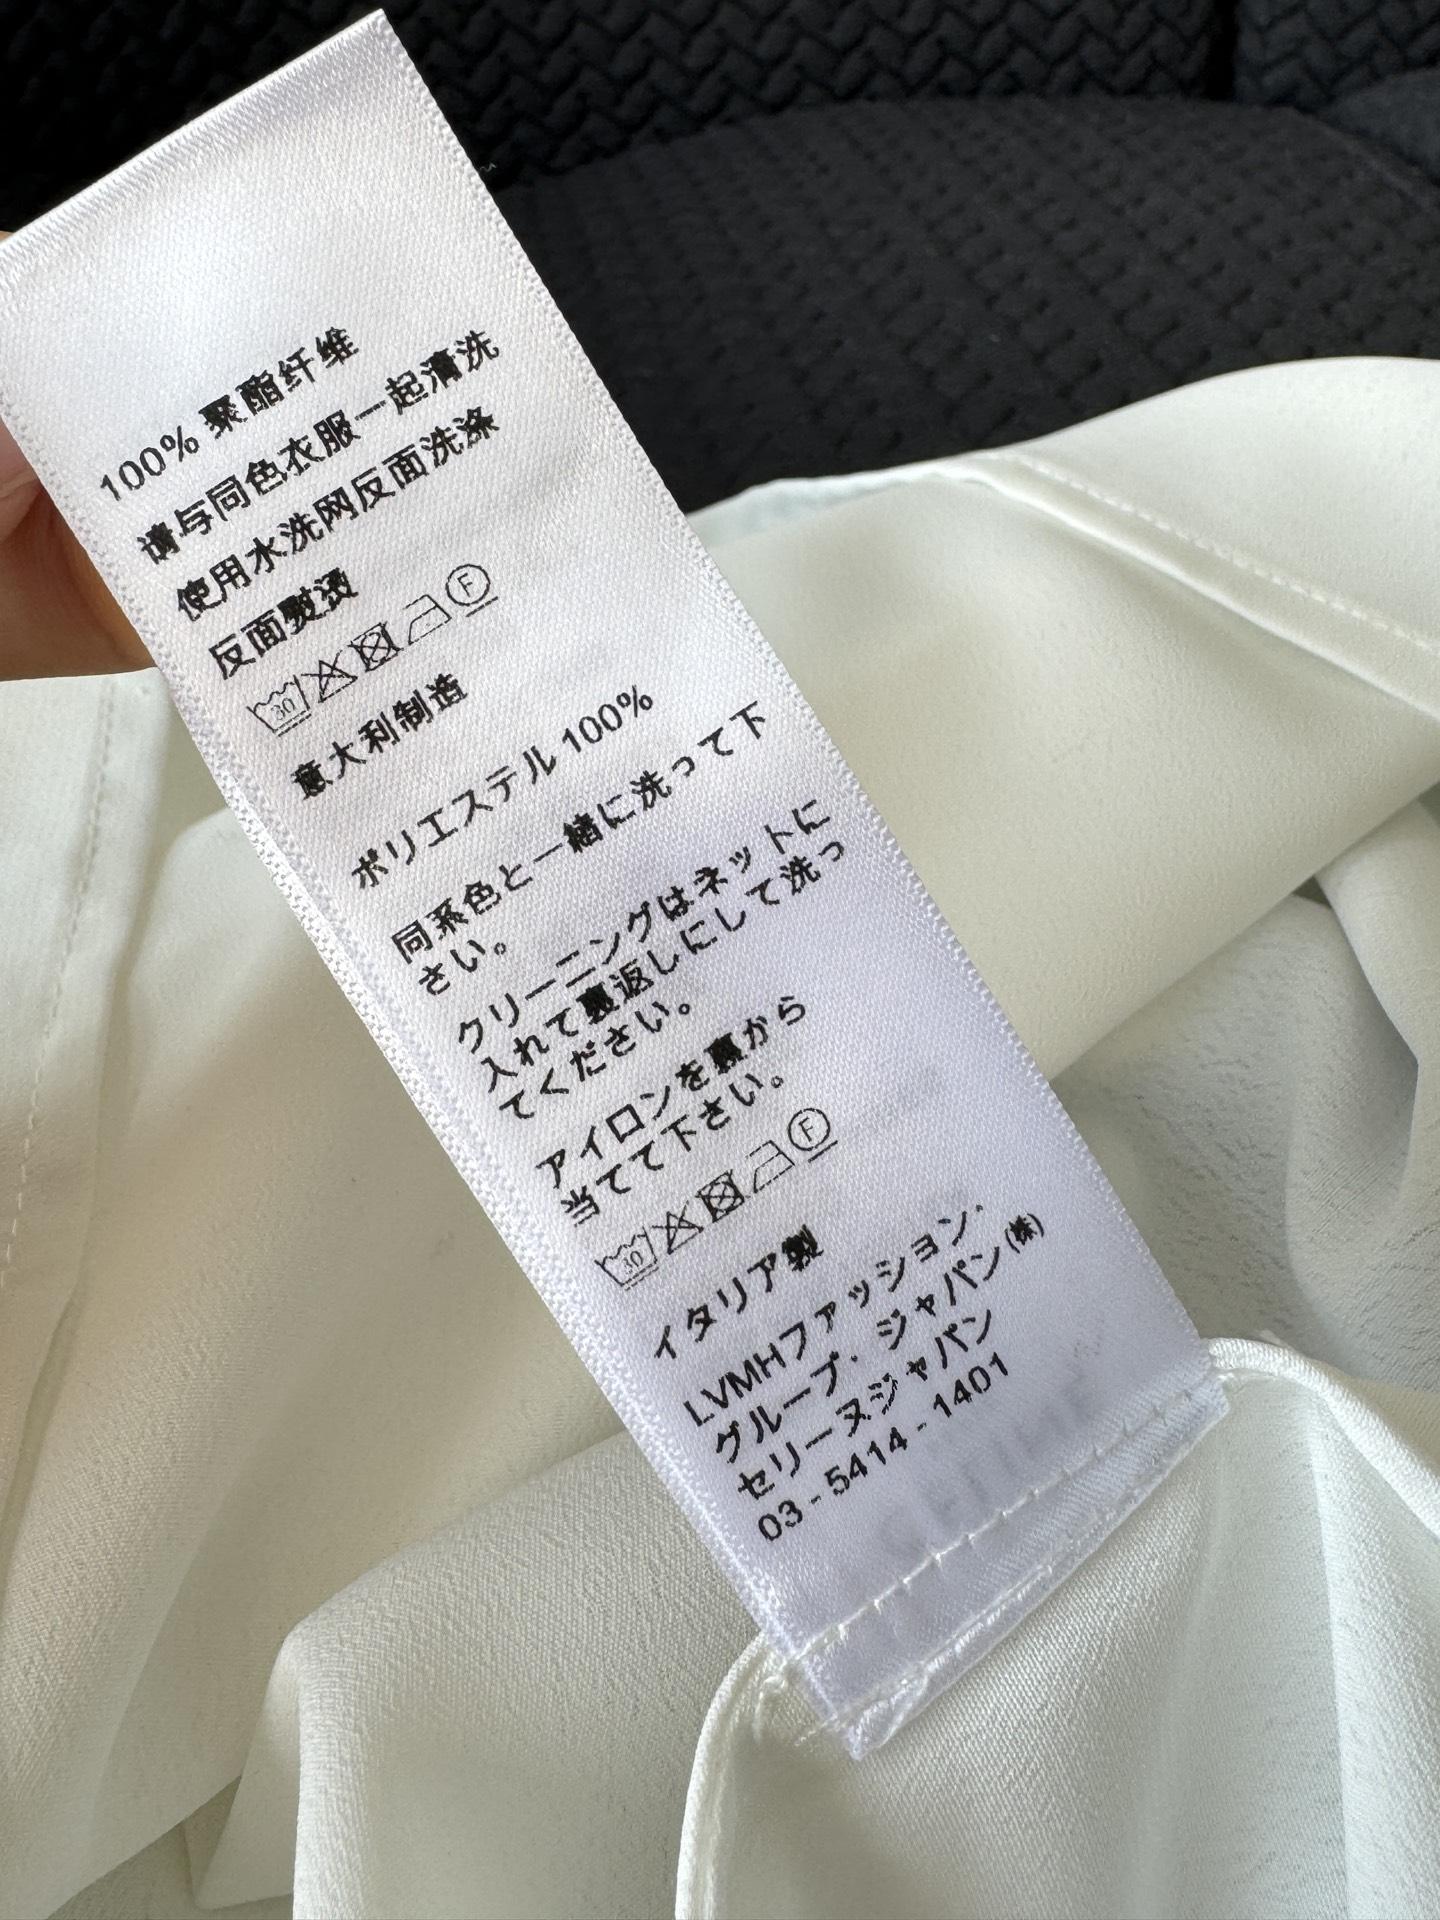 100% 聚酯纤维
请与同色衣服一起清洗
使用水洗网反面洗涤
反面熨烫
30 F
意大利制造
ポリエステル 100%
同系色と一緒に洗って下
さい。
クリーニングはネットに
入れて裏返しにして洗っ
てください。
アイロンを裏から
当てて下さい。
30 F
イタリア製
LVMHファッション・
グループ・ジャパン(株)
セリーヌジャパン
03-5414-1401